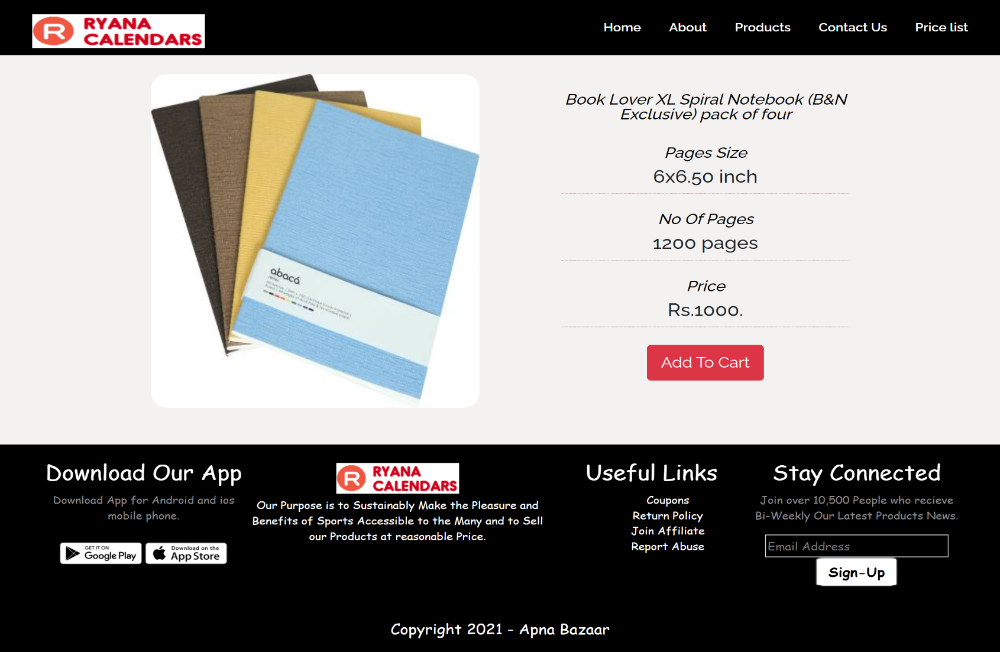 R RYANA
CALENDARS
Home About Products Contact Us Price list
Book Lover XL Spiral Notebook (B&N
Exclusive) pack of four
Pages Size
6x6.50 inch
No Of Pages
1200 pages
Price
Rs.1000.
Add To Cart
abacá
Download Our App
Download App for Android and ios
mobile phone.
GET IT ON
Google Play
Download on the
App Store
R RYANA
CALENDARS
Our Purpose is to Sustainably Make the Pleasure and
Benefits of Sports Accessible to the Many and to Sell
our Products at reasonable Price.
Useful Links
Coupons
Return Policy
Join Affiliate
Report Abuse
Stay Connected
Join over 10,500 People who recieve
Bi-Weekly Our Latest Products News.
Email Address
Sign-Up
Copyright 2021 - Apna Bazaar